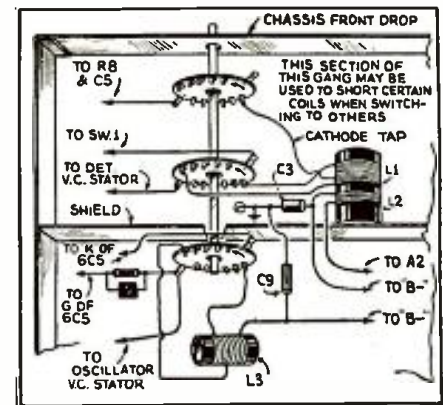 CHASSIS FRONT DROP
TO R8
& C5
THIS SECTION OF
THIS GANG MAY BE
USED TO SHORT CERTAIN
COILS WHEN SWITCH-
ING TO OTHERS
CATHODE TAP
TO SW.1
C3
L1
TO DET
V.C. STATOR
L2
SHIELD
TO K OF
6C5
TO A2
C9
TO B-
TO
G OF
6C5
TO B-
TO
OSCILLATOR
V.C. STATOR
L3